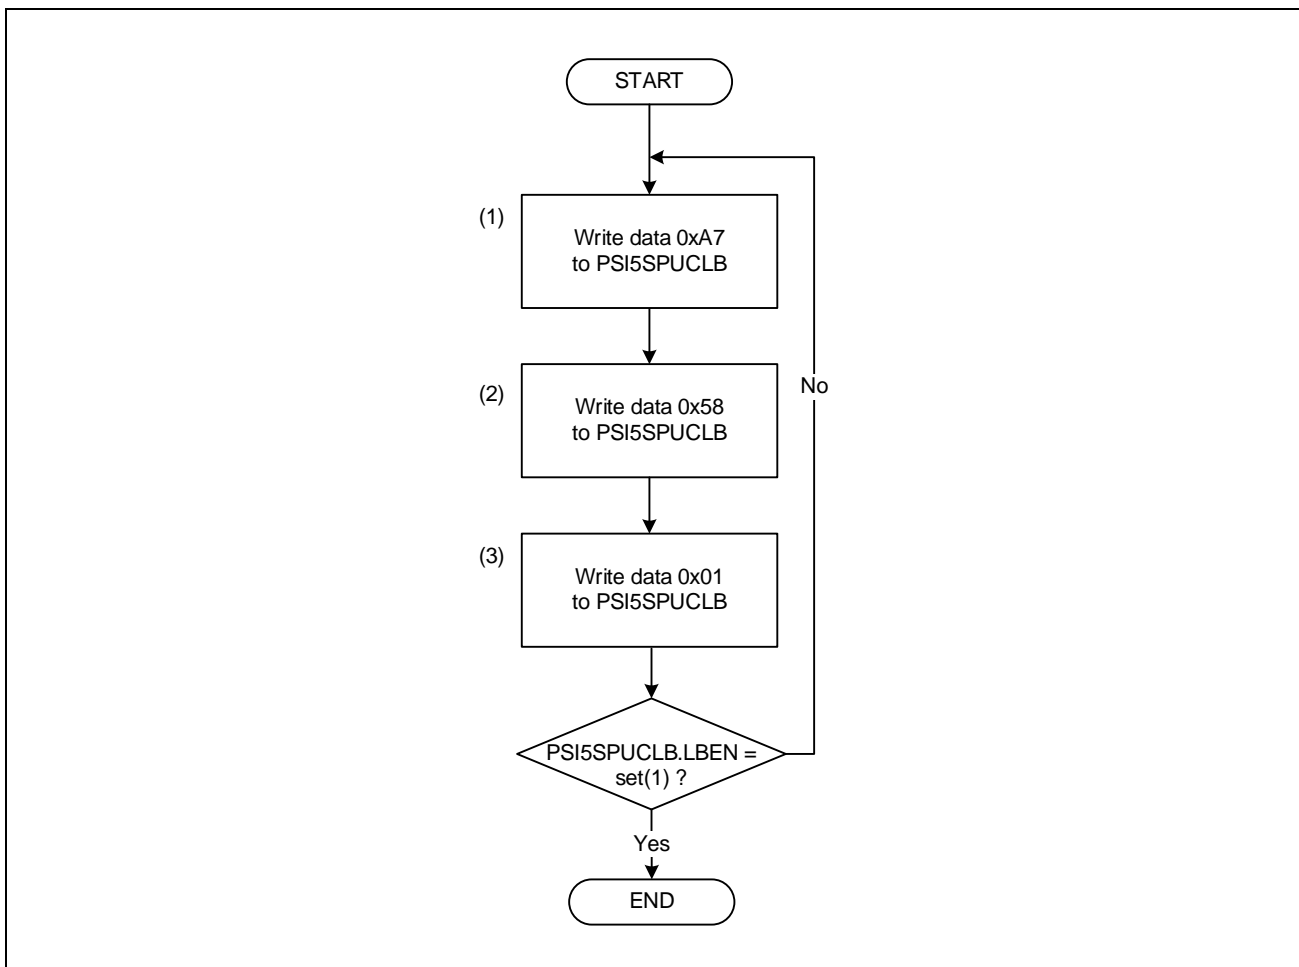 START
(1)
Write data 0xA7
to PSI5SPUCLB
(2)
Write data 0x58
to PSI5SPUCLB
No
(3)
Write data 0x01
to PSI5SPUCLB
PSI5SPUCLB.LBEN =
set(1) ?
Yes
END